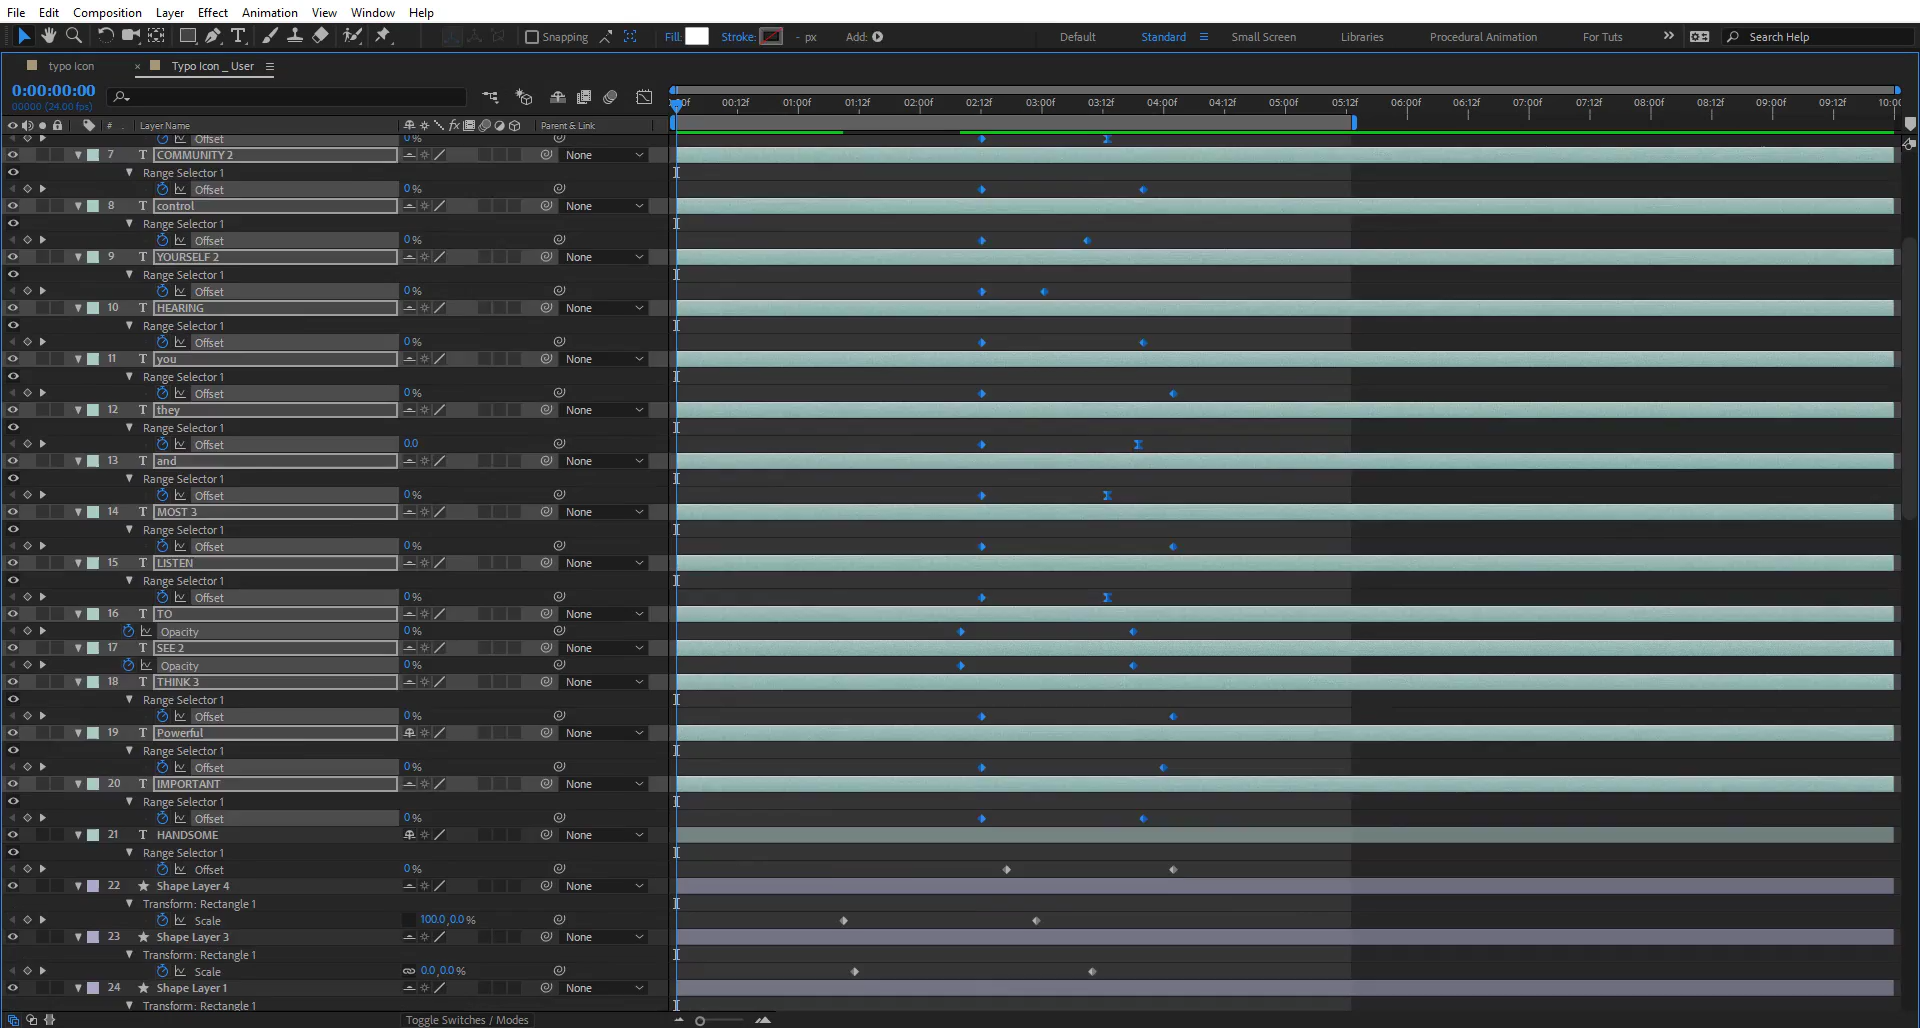 File Edit Composition Layer Effect Animation View Window Help
Snapping Fill: Stroke: - px Add: Default Standard Small Screen Libraries Procedural Animation For Tuts Search Help
typo Icon × Typo Icon _ User
0:00:00:00
00000 (24.00 fps)
00:12f 01:00f 01:12f 02:00f 02:12f 03:00f 03:12f 04:00f 04:12f 05:00f 05:12f 06:00f 06:12f 07:00f 07:12f 08:00f 08:12f 09:00f 09:12f 10:00
# Layer Name fx Parent & Link
Offset 0 %
7 T COMMUNITY 2 None
Range Selector 1
Offset 0 %
8 T control None
Range Selector 1
Offset 0 %
9 T YOURSELF 2 None
Range Selector 1
Offset 0 %
10 T HEARING None
Range Selector 1
Offset 0 %
11 T you None
Range Selector 1
Offset 0 %
12 T they None
Range Selector 1
Offset 0.0
13 T and None
Range Selector 1
Offset 0 %
14 T MOST 3 None
Range Selector 1
Offset 0 %
15 T LISTEN None
Range Selector 1
Offset 0 %
16 T TO None
Opacity 0 %
17 T SEE 2 None
Opacity 0 %
18 T THINK 3 None
Range Selector 1
Offset 0 %
19 T Powerful None
Range Selector 1
Offset 0 %
20 T IMPORTANT None
Range Selector 1
Offset 0 %
21 T HANDSOME None
Range Selector 1
Offset 0 %
22 Shape Layer 4 None
Transform: Rectangle 1
Scale 100.0,0.0 %
23 Shape Layer 3 None
Transform: Rectangle 1
Scale 0.0,0.0 %
24 Shape Layer 1 None
Transform: Rectangle 1
Toggle Switches / Modes